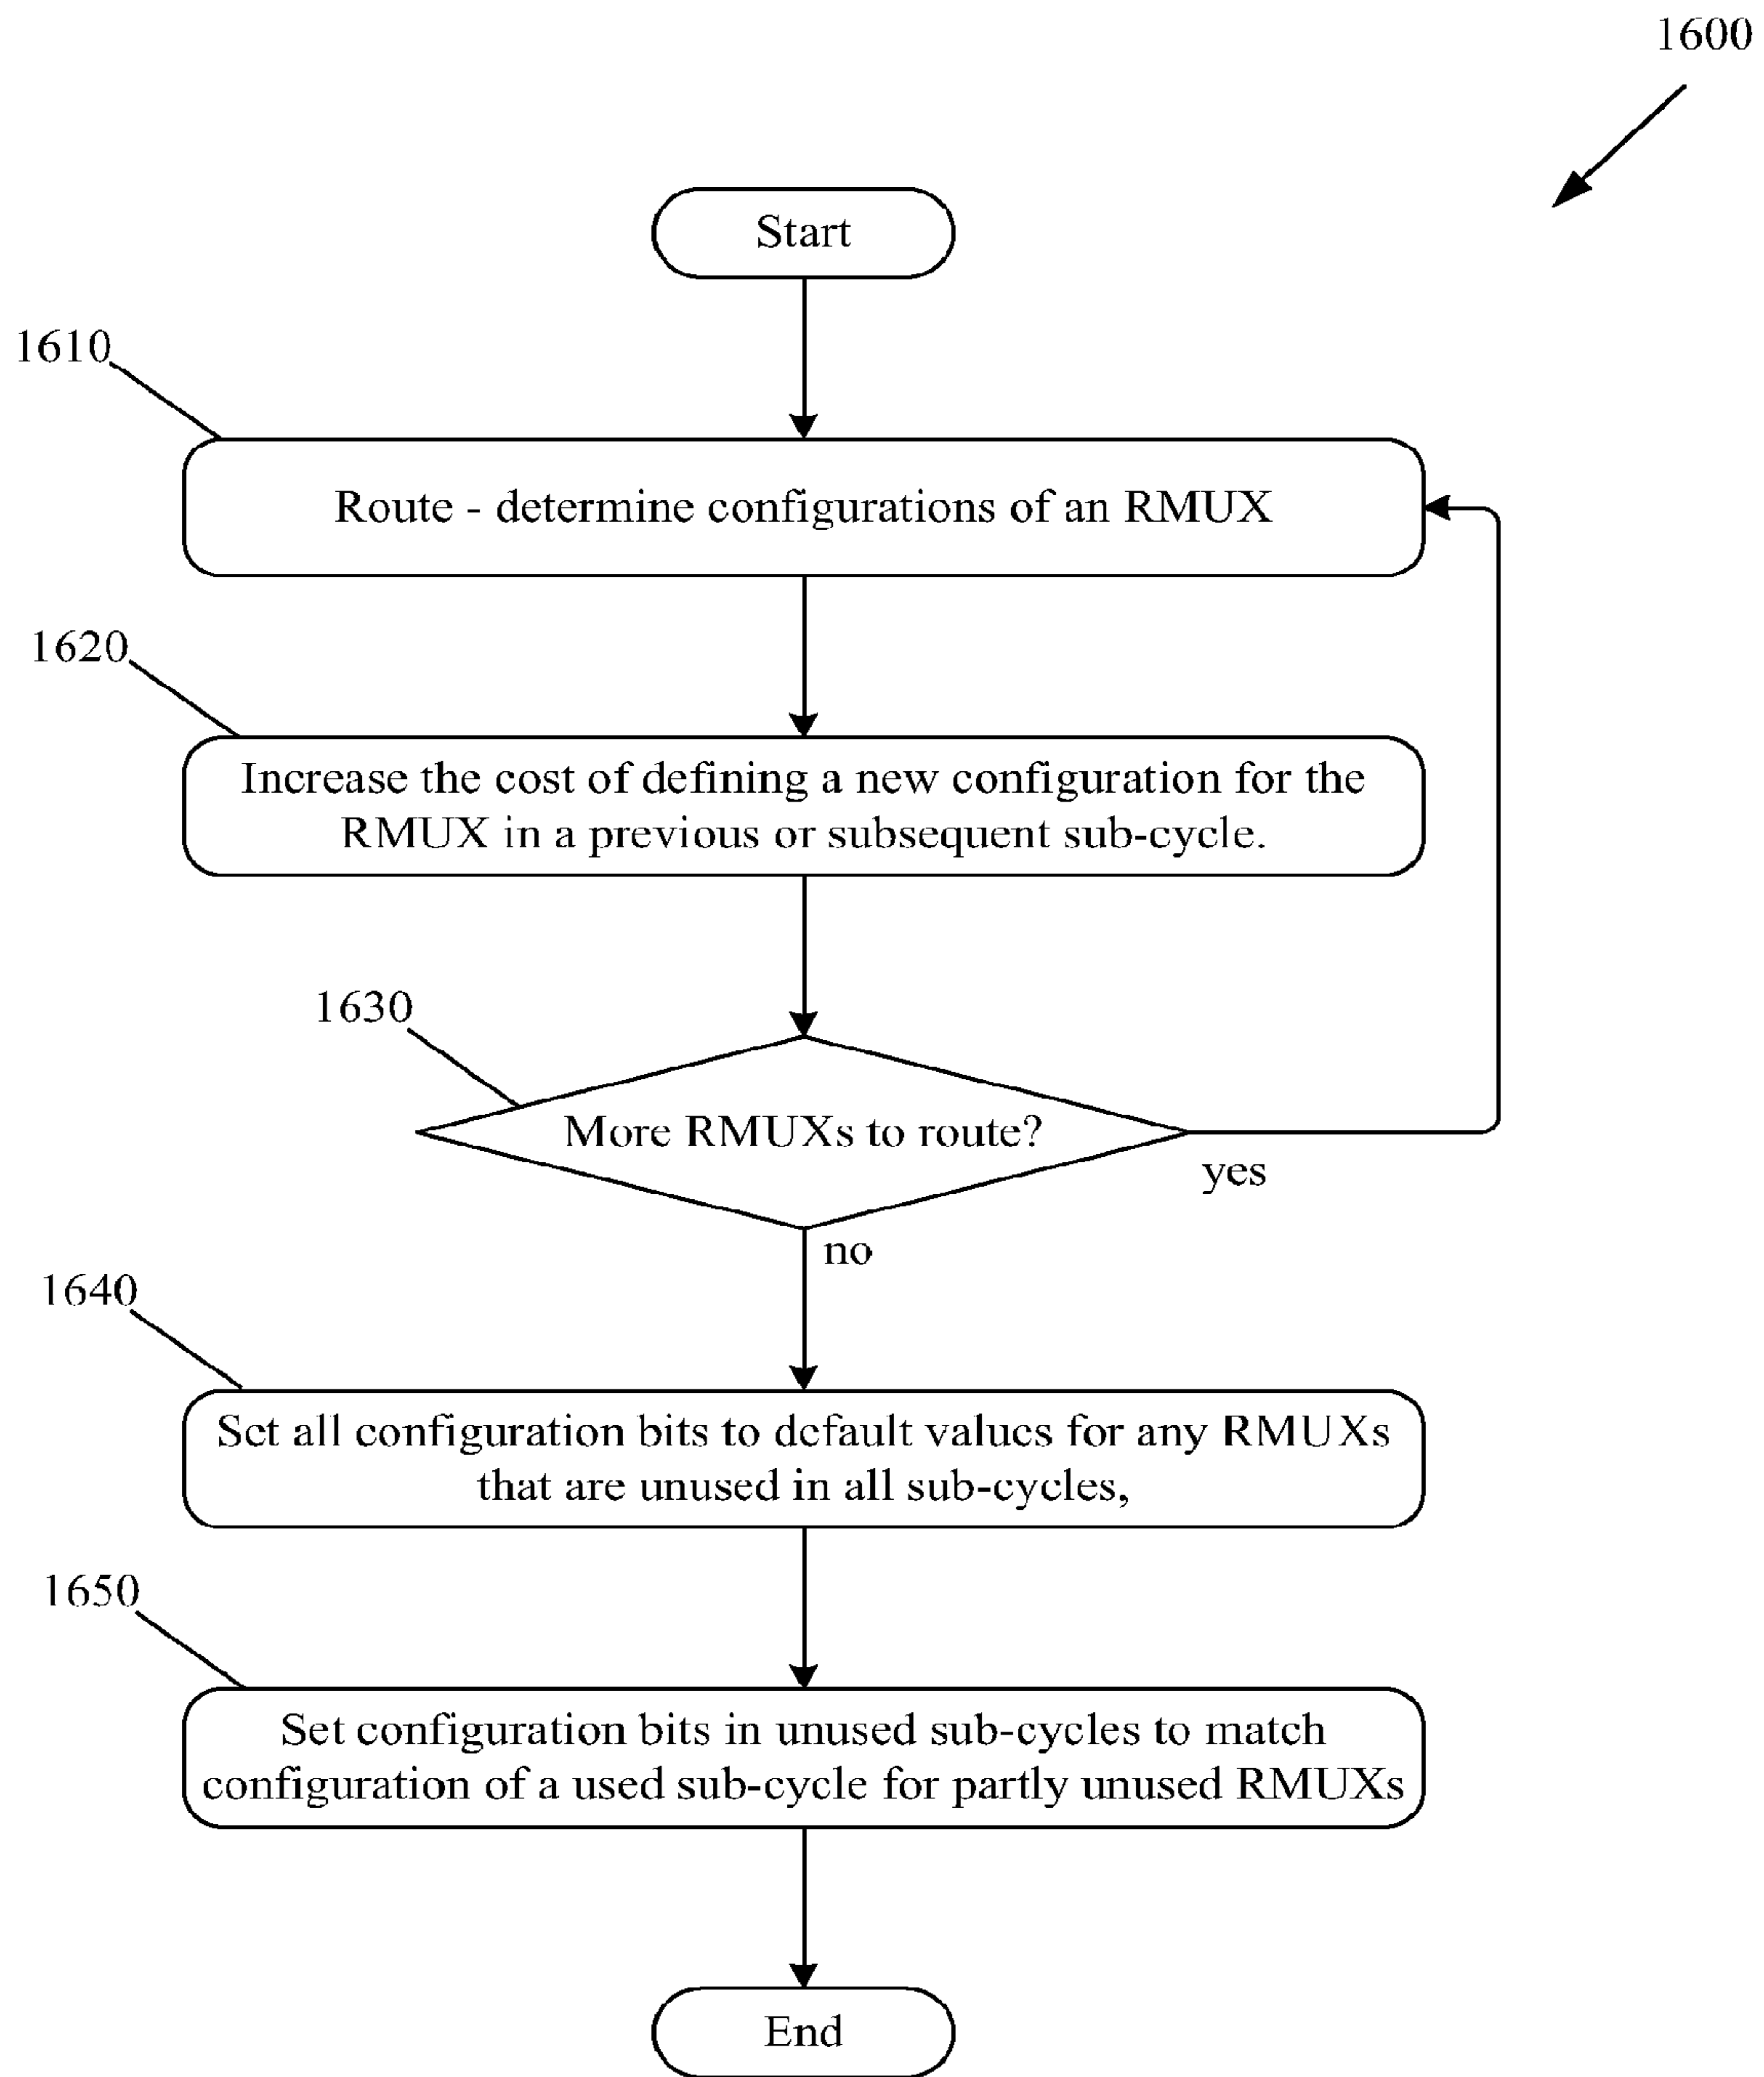 1600
Start
1610
Route - determine configurations of an RMUX
1620
Increase the cost of defining a new configuration for the
RMUX in a previous or subsequent sub-cycle.
1630
More RMUXs to route?
yes
no
1640
Set all configuration bits to default values for any RMUXs
that are unused in all sub-cycles,
1650
Set configuration bits in unused sub-cycles to match
configuration of a used sub-cycle for partly unused RMUXs
End